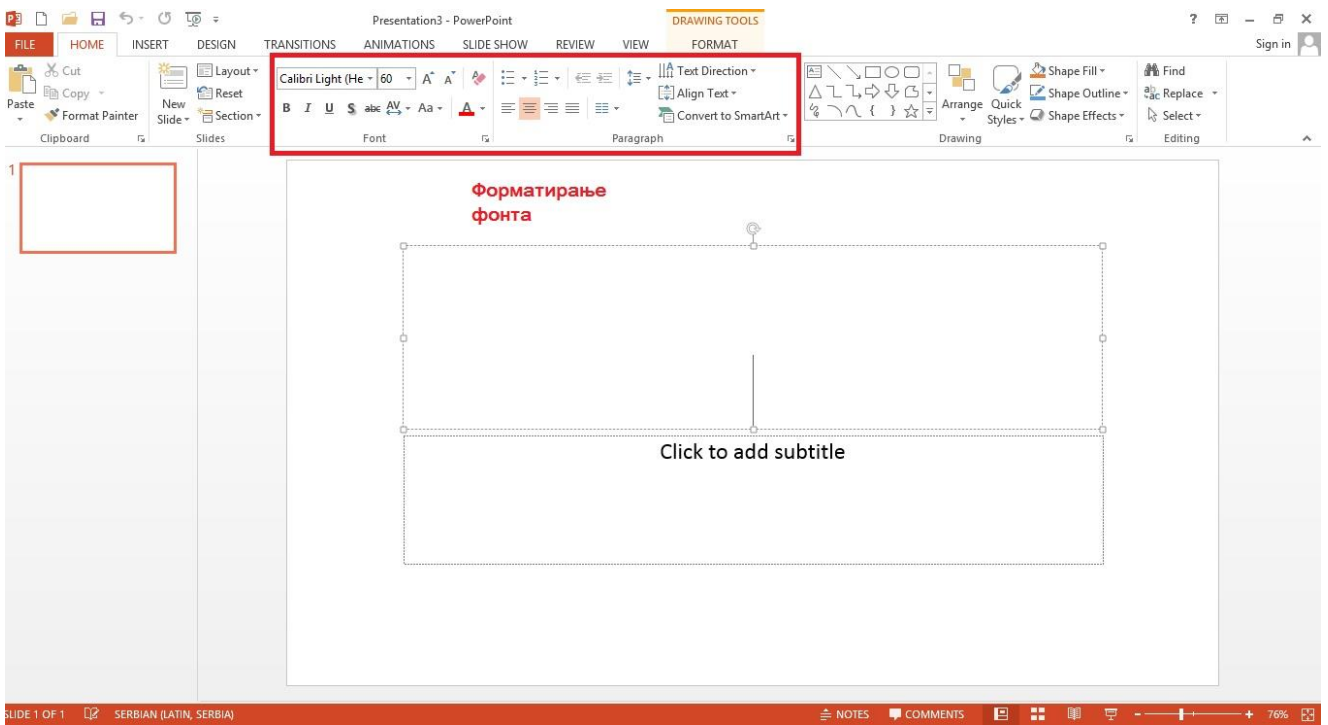 Presentation3 - PowerPoint DRAWING TOOLS ?
FILE HOME INSERT DESIGN TRANSITIONS ANIMATIONS SLIDE SHOW REVIEW VIEW FORMAT Sign in
Paste
Cut
Copy
Format Painter
Clipboard
New
Slide
Layout
Reset
Section
Slides
Calibri Light (He 60 A A
B I U S abc AV Aa A
Font
Text Direction
Align Text
Convert to SmartArt
Paragraph
Arrange
Quick
Styles
Shape Fill
Shape Outline
Shape Effects
Drawing
Find
Replace
Select
Editing
1
Форматирање
фонта
Click to add subtitle
SLIDE 1 OF 1 SERBIAN (LATIN, SERBIA) NOTES COMMENTS 76%